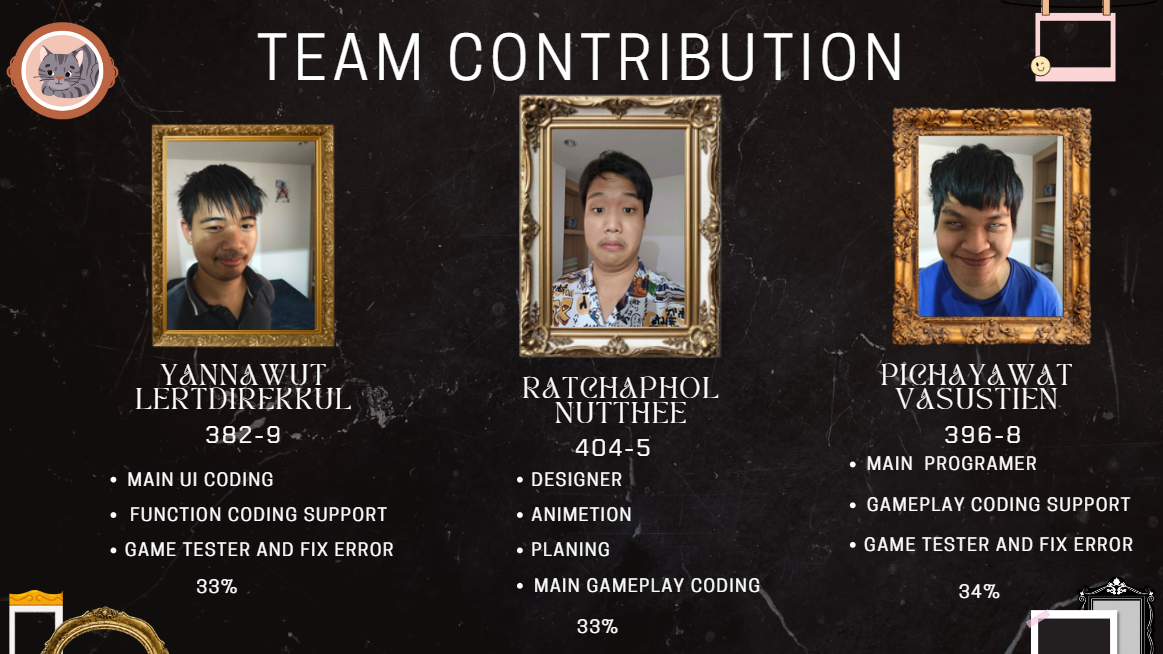 TEAM CONTRIBUTION
YANNAWUT
LERTDIREKKUL
382-9
• MAIN UI CODING
• FUNCTION CODING SUPPORT
• GAME TESTER AND FIX ERROR
33%
RATCHAPHOL
NUTTHEE
404-5
• DESIGNER
• ANIMETION
• PLANING
• MAIN GAMEPLAY CODING
33%
PICHAYAWAT
VASUSTIEN
396-8
• MAIN PROGRAMER
• GAMEPLAY CODING SUPPORT
• GAME TESTER AND FIX ERROR
34%